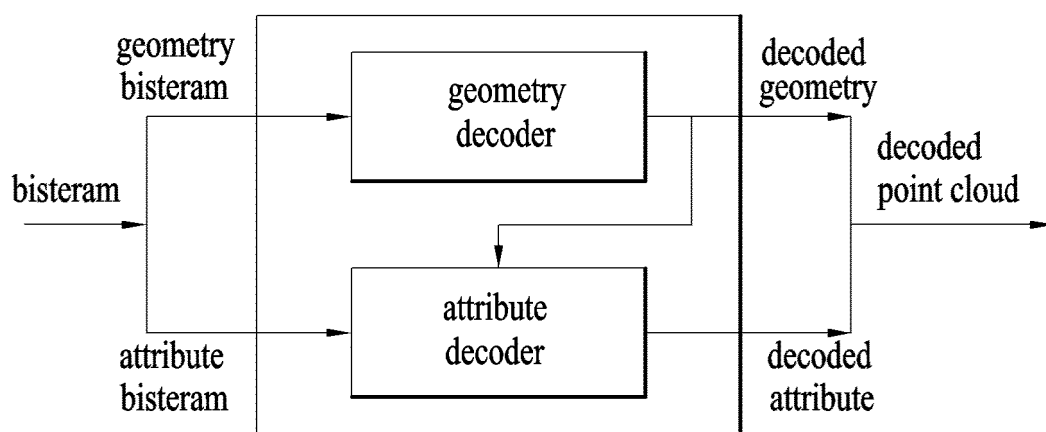 geometry
bisteram
geometry
decoder
decoded
geometry
bisteram
decoded
point cloud
attribute
decoder
attribute
bisteram
decoded
attribute